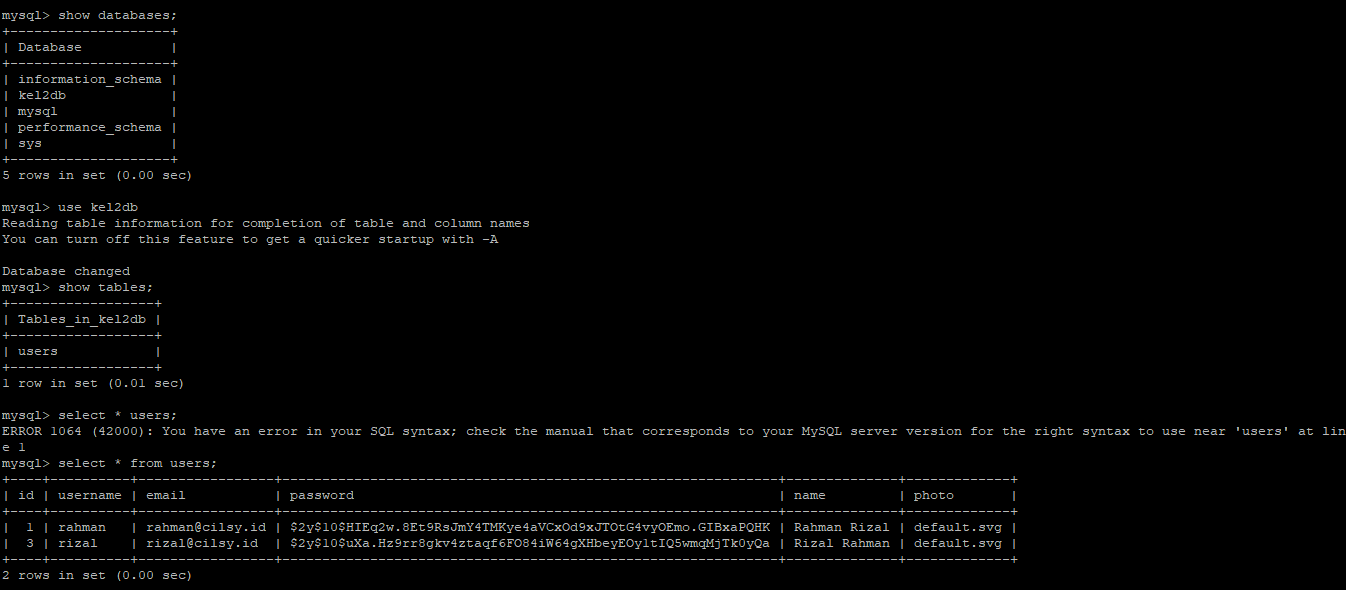 mysql> show databases;
+--------------------+
| Database           |
+--------------------+
| information_schema |
| kel2db             |
| mysql              |
| performance_schema |
| sys                |
+--------------------+
5 rows in set (0.00 sec)
mysql> use kel2db
Reading table information for completion of table and column names
You can turn off this feature to get a quicker startup with -A
Database changed
mysql> show tables;
+------------------+
| Tables_in_kel2db |
+------------------+
| users            |
+------------------+
1 row in set (0.01 sec)
mysql> select * users;
ERROR 1064 (42000): You have an error in your SQL syntax; check the manual that corresponds to your MySQL server version for the right syntax to use near 'users' at lin
e 1
mysql> select * from users;
+----+----------+-----------------+--------------------------------------------------------------+--------------+-------------+
| id | username | email           | password                                                     | name         | photo       |
+----+----------+-----------------+--------------------------------------------------------------+--------------+-------------+
|  1 | rahman   | rahman@cilsy.id | $2y$10$HIEq2w.8Et9RsJmY4TMKye4aVCxOd9xJTOtG4vyOEmo.GIBxaPQHK | Rahman Rizal | default.svg |
|  3 | rizal    | rizal@cilsy.id  | $2y$10$uXa.Hz9rr8gkv4ztaqf6FO84iW64gXHbeyEOyltIQ5wmqMjTk0yQa | Rizal Rahman | default.svg |
+----+----------+-----------------+--------------------------------------------------------------+--------------+-------------+
2 rows in set (0.00 sec)